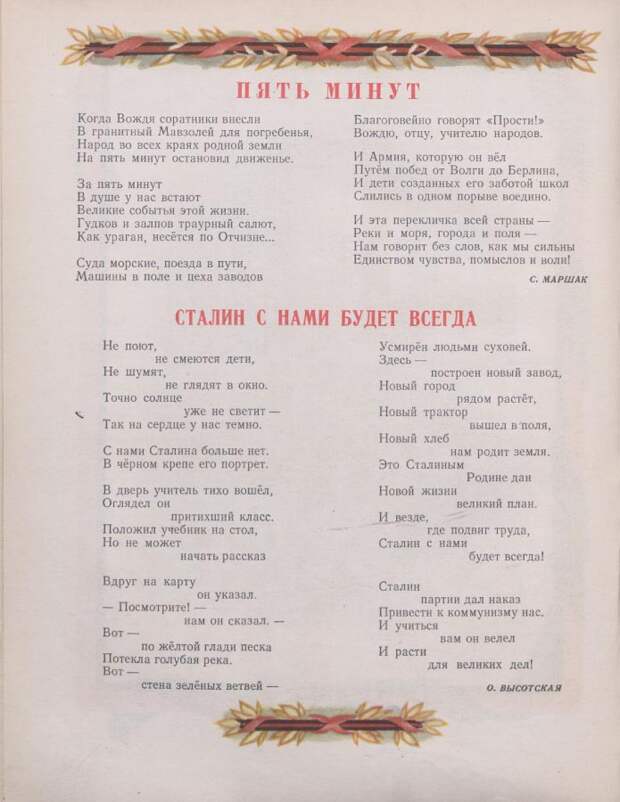 ПЯТЬ МИНУТ
Когда Вождя соратники внесли
В гранитный Мавзолей для погребенья,
Народ во всех краях родной земли
На пять минут остановил движенье.
За пять минут
В душе у нас встают
Великие событья этой жизни.
Гудков и залпов траурный салют,
Как ураган, несётся по Отчизне...
Суда морские, поезда в пути,
Машины в поле и цеха заводов
Благоговейно говорят «Прости!»
Вождю, отцу, учителю народов.
И Армия, которую он вёл
Путём побед от Волги до Берлина,
И дети созданных его заботой школ
Слились в одном порыве воедино.
И эта перекличка всей страны —
Реки и моря, города и поля —
Нам говорит без слов, как мы сильны
Единством чувства, помыслов и воли!
С. МАРШАК
СТАЛИН С НАМИ БУДЕТ ВСЕГДА
Не поют,
не смеются дети,
Не шумят,
не глядят в окно.
Точно солнце
уже не светит —
Так на сердце у нас темно.
С нами Сталина больше нет.
В чёрном крепе его портрет.
В дверь учитель тихо вошёл,
Оглядел он
притихший класс.
Положил учебник на стол,
Но не может
начать рассказ
Вдруг на карту
он указал.
— Посмотрите! —
нам он сказал. —
Вот —
по жёлтой глади песка
Потекла голубая река.
Вот —
стена зелёных ветвей —
Усмирён людьми суховей.
Здесь —
построен новый завод,
Новый город
рядом растёт,
Новый трактор
вышел в поля,
Новый хлеб
нам родит земля.
Это Сталиным
Родине дан
Новой жизни
великий план.
И везде,
где подвиг труда,
Сталин с нами
будет всегда!
Сталин
партии дал наказ
Привести к коммунизму нас.
И учиться
вам он велел
И расти
для великих дел!
О. ВЫСОТСКАЯ